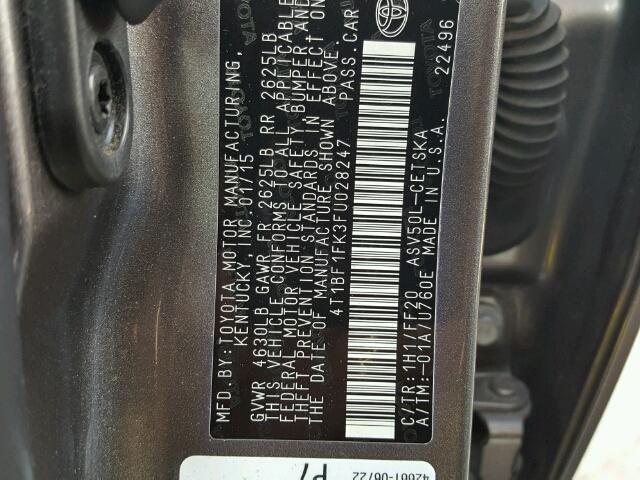 MFD.BY:TOYOTA MOTOR MANUFACTURING,
KENTUCKY, INC. 01/15
GVWR 4630LB GAWR FR 2625LB RR 2625LB
THIS VEHICLE CONFORMS TO ALL APPLICABLE
FEDERAL MOTOR VEHICLE SAFETY BUMPER AND
THEFT PREVENTION STANDARDS IN EFFECT ON
THE DATE OF MANUFACTURE SHOWN ABOVE.
4T1BF1FK3FU028247 PASS. CAR
C/TR: 1H1/FF20 ASV50L-CETSKA
A/TM:-01A/U760E MADE IN U.S.A.
22496
TOYOTA
P7
42661-06722